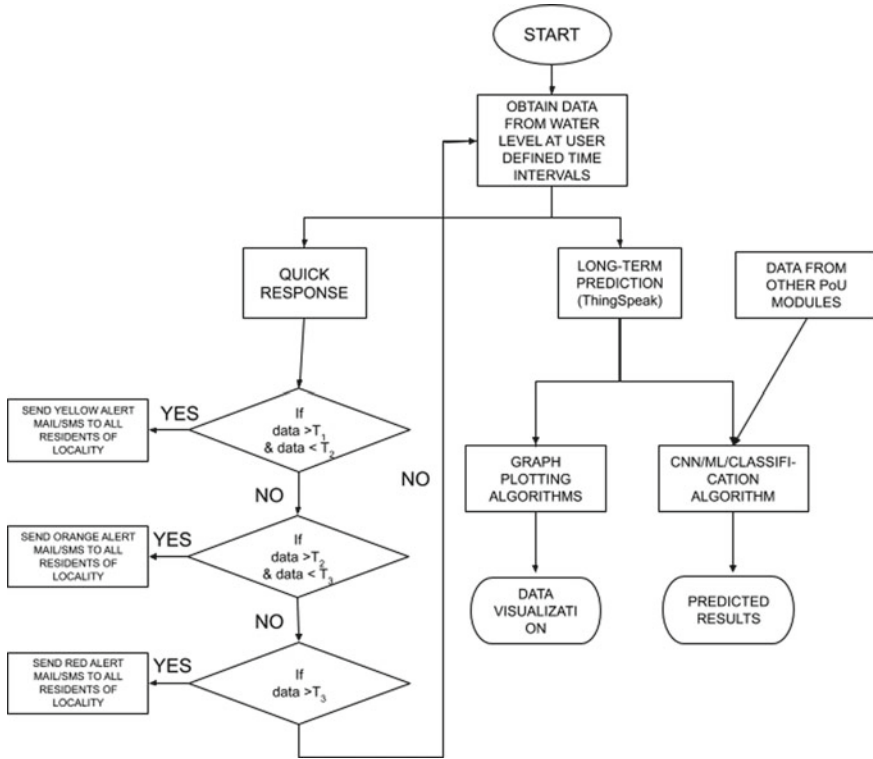 START
OBTAIN DATA
FROM WATER
LEVEL AT USER
DEFINED TIME
INTERVALS
QUICK
RESPONSE
LONG-TERM
PREDICTION
(ThingSpeak)
DATA FROM
OTHER PoU
MODULES
SEND YELLOW ALERT
MAIL/SMS TO ALL
RESIDENTS OF
LOCALITY
YES
If
data >T₁
& data < T₂
NO
NO
GRAPH
PLOTTING
ALGORITHMS
CNN/ML/CLASSIFI-
CATION
ALGORITHM
SEND ORANGE ALERT
MAIL/SMS TO ALL
RESIDENTS OF
LOCALITY
YES
If
data >T₂
& data < T₃
NO
DATA
VISUALIZATI
ON
PREDICTED
RESULTS
SEND RED ALERT
MAIL/SMS TO ALL
RESIDENTS OF
LOCALITY
YES
If
data >T₃